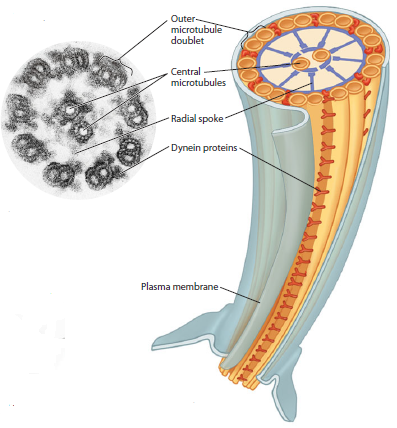 Outer
microtubule
doublet
Central
microtubules
Radial spoke
Dynein proteins
Plasma membrane